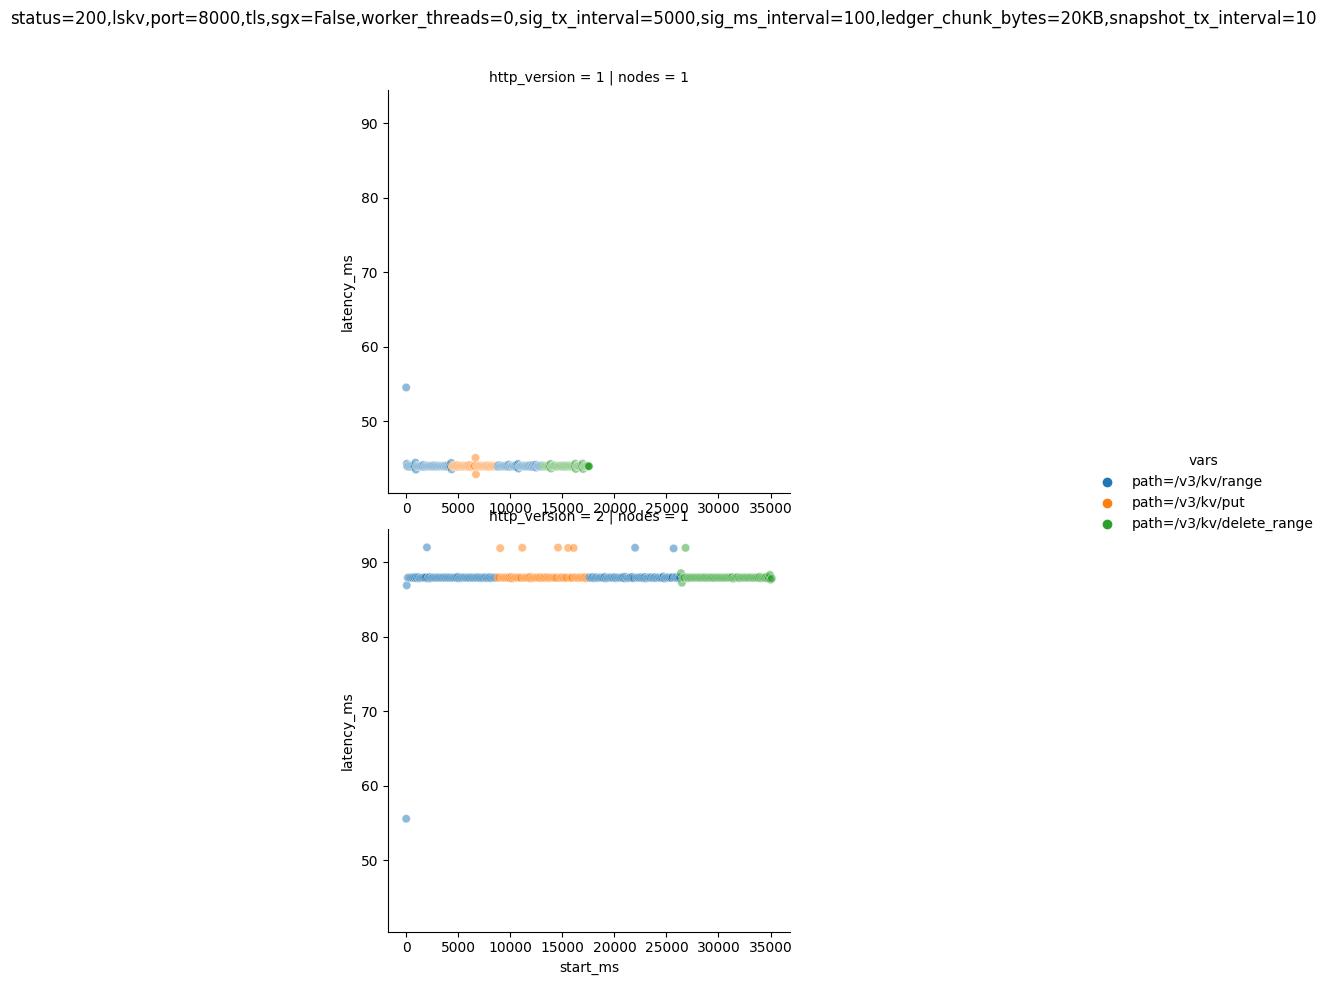 status=200,lskv,port=8000,tls,sgx=False,worker_threads=0,sig_tx_interval=5000,sig_ms_interval=100,ledger_chunk_bytes=20KB,snapshot_tx_interval=10
http_version = 1 | nodes = 1
90
80
70
60
50
latency_ms
0 5000 10000 15000 20000 25000 30000 35000
http_version = 2 | nodes = 1
90
80
70
60
50
latency_ms
0 5000 10000 15000 20000 25000 30000 35000
start_ms
vars
path=/v3/kv/range
path=/v3/kv/put
path=/v3/kv/delete_range